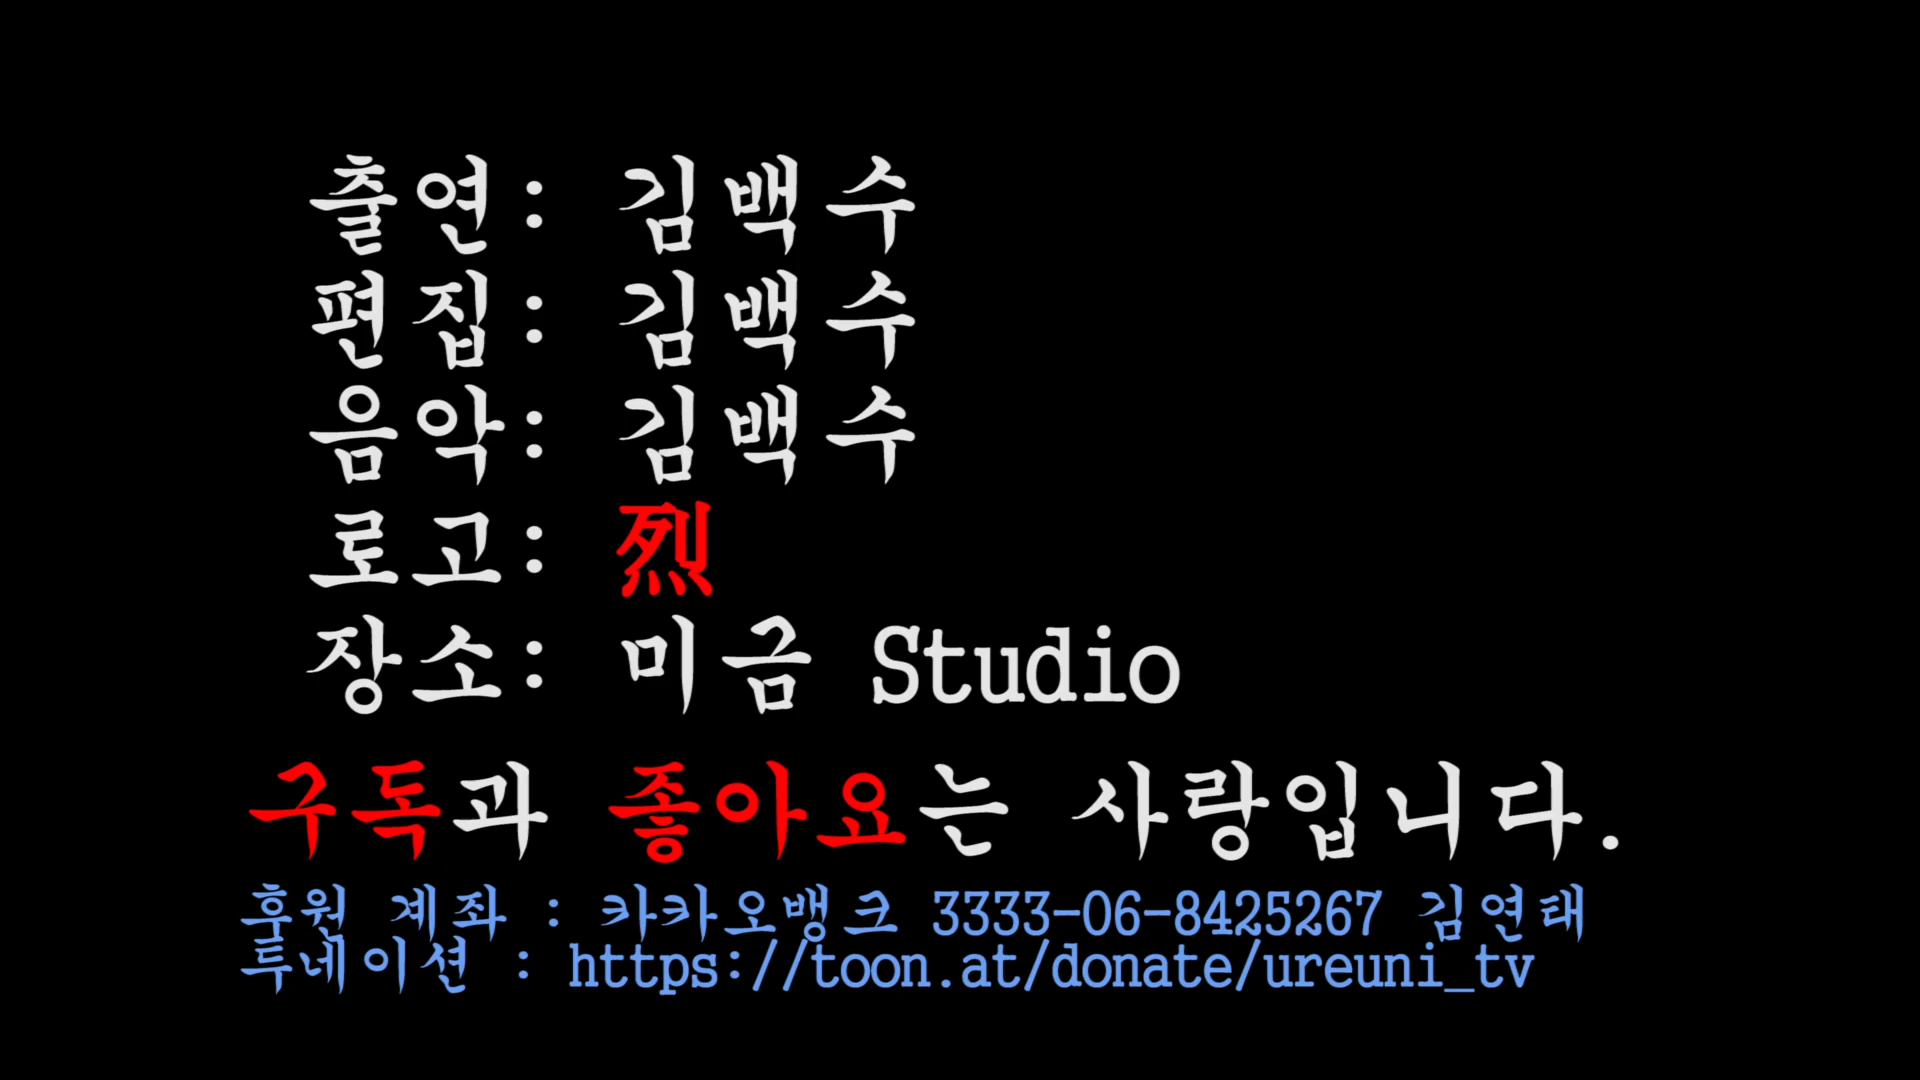 출연: 김백수
편집: 김백수
음악: 김백수
로고: 烈
장소: 미금 Studio
구독과 좋아요는 사랑입니다.
후원 계좌 : 카카오뱅크 3333-06-8425267 김연태
투네이션 : https://toon.at/donate/ureuni_tv